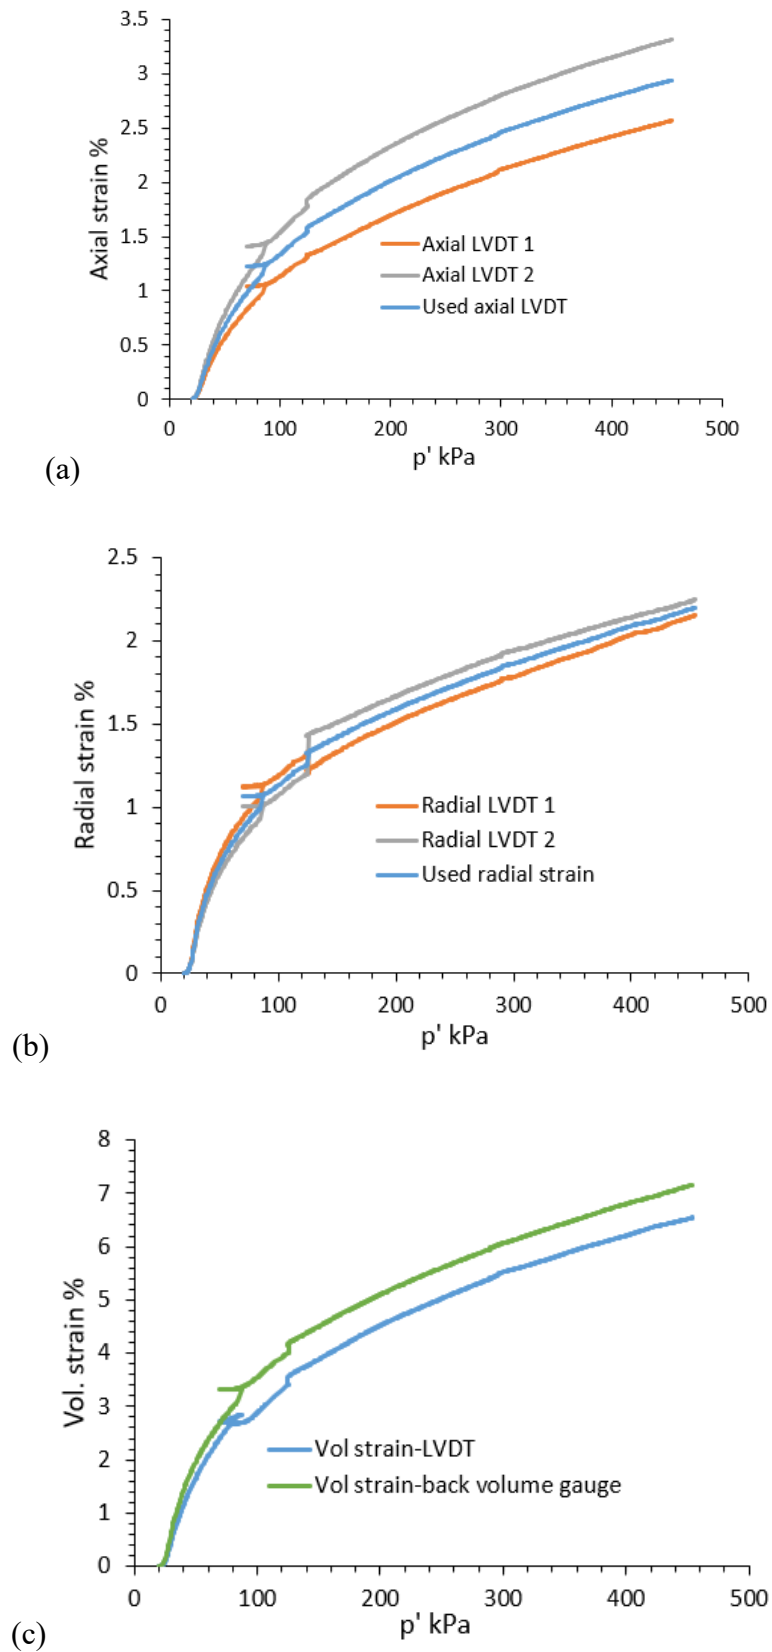 3.5
3
2.5
2
1.5
1
0.5
0
Axial strain %
Axial LVDT 1
Axial LVDT 2
Used axial LVDT
0 100 200 300 400 500
p' kPa
(a)
2.5
2
1.5
1
0.5
0
Radial strain %
Radial LVDT 1
Radial LVDT 2
Used radial strain
0 100 200 300 400 500
p' kPa
(b)
8
7
6
5
4
3
2
1
0
Vol. strain %
Vol strain-LVDT
Vol strain-back volume gauge
0 100 200 300 400 500
p' kPa
(c)